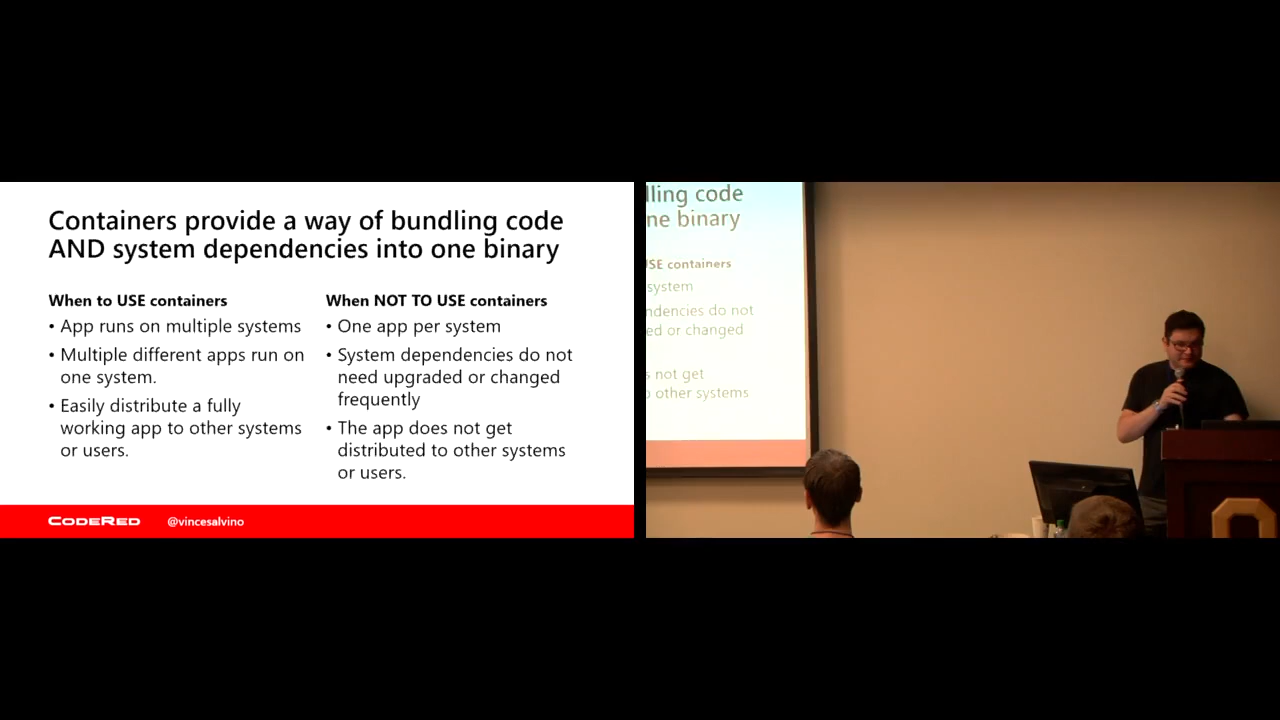 Containers provide a way of bundling code
AND system dependencies into one binary
When to USE containers
• App runs on multiple systems
• Multiple different apps run on
one system.
• Easily distribute a fully
working app to other systems
or users.
When NOT TO USE containers
• One app per system
• System dependencies do not
need upgraded or changed
frequently
• The app does not get
distributed to other systems
or users.
CODERED @vincesalvino
lling code
ne binary
USE containers
system
ndencies do not
ed or changed
s not get
o other systems
O